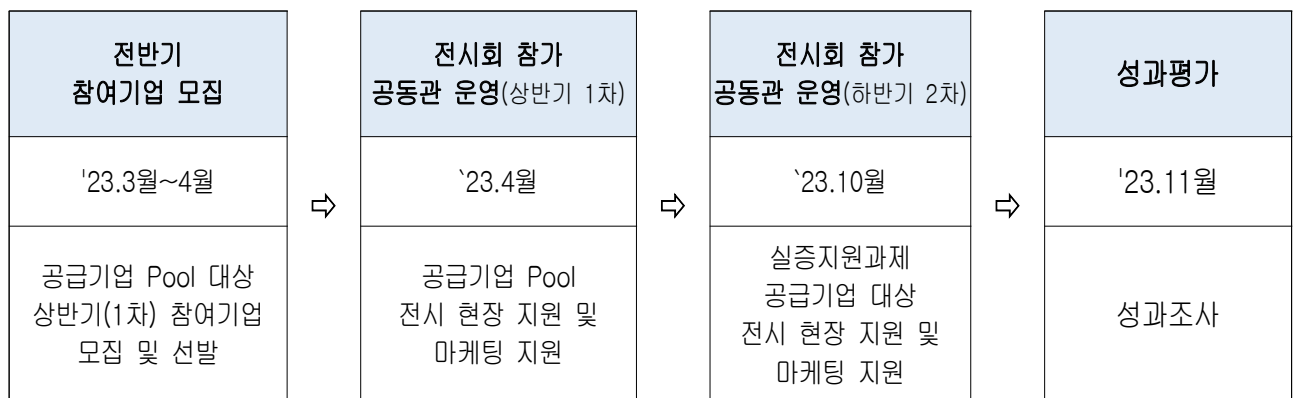 전반기
참여기업 모집
'23.3월~4월
공급기업 Pool 대상
상반기(1차) 참여기업
모집 및 선발
⇨
전시회 참가
공동관 운영(상반기 1차)
`23.4월
공급기업 Pool
전시 현장 지원 및
마케팅 지원
⇨
전시회 참가
공동관 운영(하반기 2차)
`23.10월
실증지원과제
공급기업 대상
전시 현장 지원 및
마케팅 지원
⇨
성과평가
'23.11월
성과조사